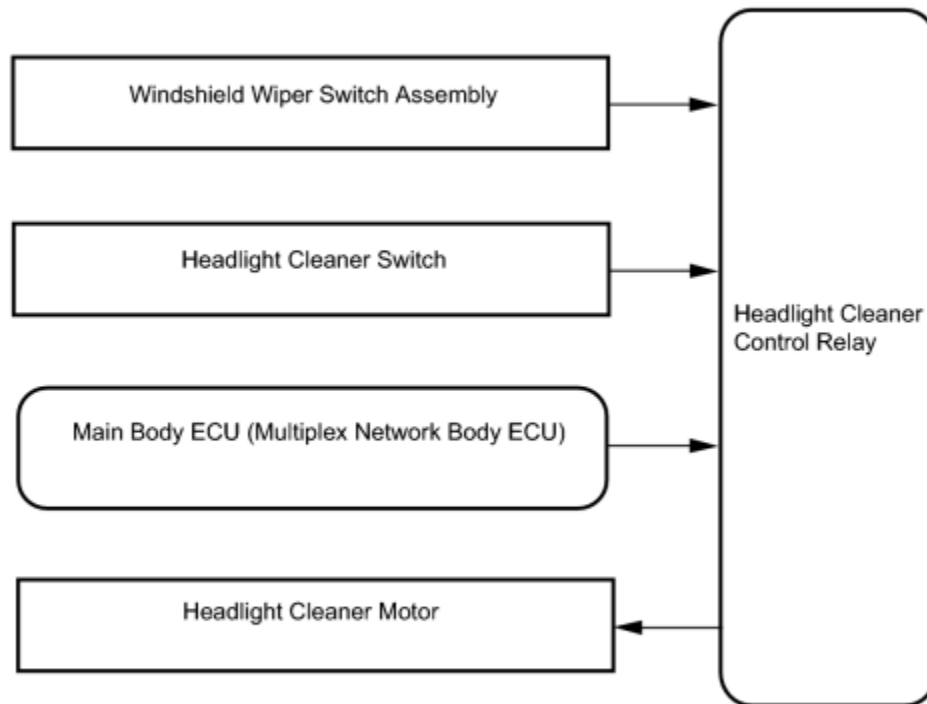 Windshield Wiper Switch Assembly
Headlight Cleaner Switch
Headlight Cleaner
Control Relay
Main Body ECU (Multiplex Network Body ECU)
Headlight Cleaner Motor